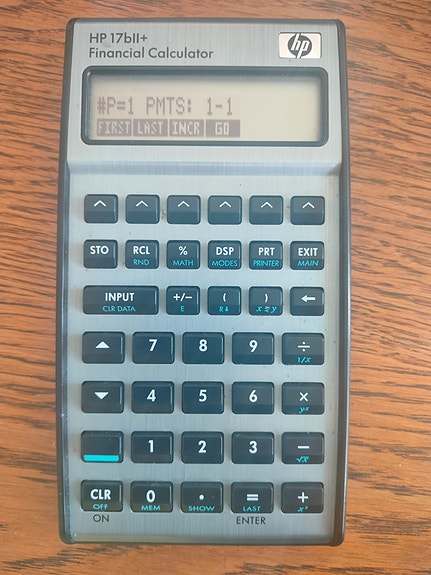 HP 17bII+
Financial Calculator
hp
#P=1 PMTS: 1-1
FIRST LAST INCR GO
^ ^ ^ ^ ^ ^
STO RCL % DSP PRT EXIT
RND MATH MODES PRINTER MAIN
INPUT +/− ( ) ←
CLR DATA E R↓ x≷y
▲ 7 8 9 ÷
1/x
▼ 4 5 6 ×
yˣ
1 2 3 −
√x
CLR 0 . = +
OFF MEM SHOW LAST x²
ON ENTER